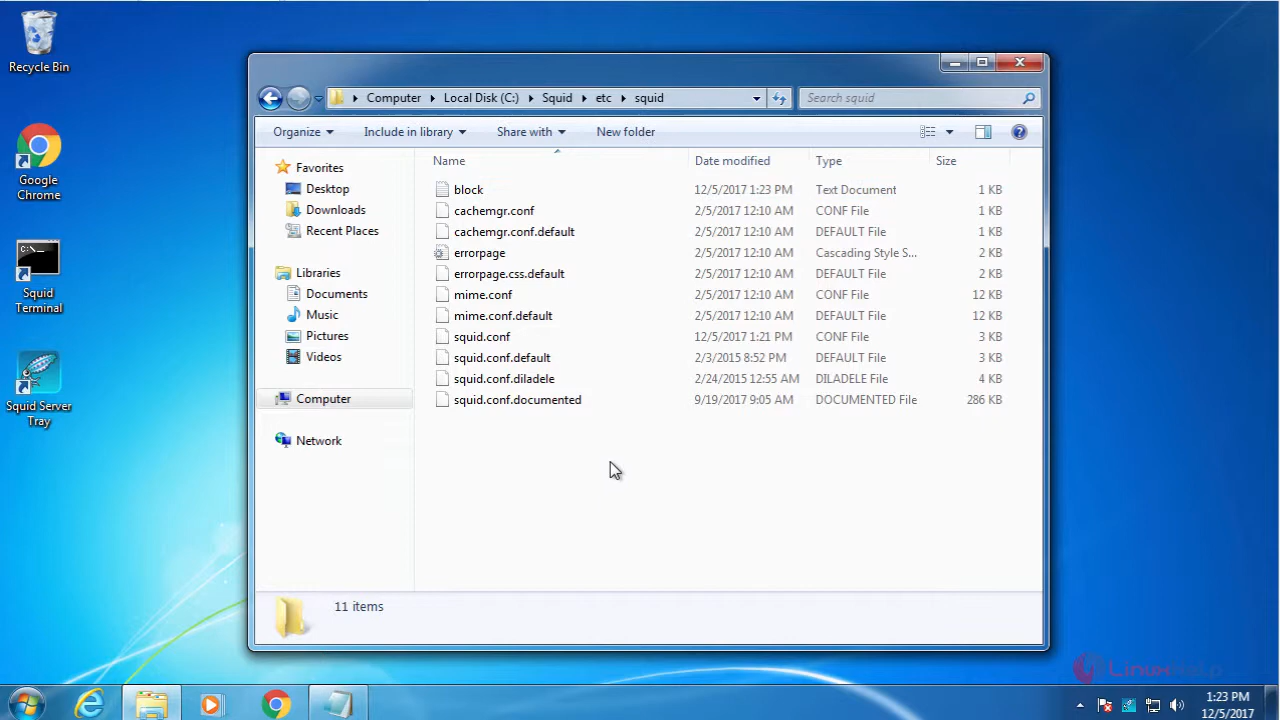 Recycle Bin
Google
Chrome
Squid
Terminal
Squid Server
Tray
Computer Local Disk (C:) Squid etc squid
Search squid
Organize Include in library Share with New folder
Name Date modified Type Size
Favorites
Desktop
Downloads
Recent Places
Libraries
Documents
Music
Pictures
Videos
Computer
Network
block 12/5/2017 1:23 PM Text Document 1 KB
cachemgr.conf 2/5/2017 12:10 AM CONF File 1 KB
cachemgr.conf.default 2/5/2017 12:10 AM DEFAULT File 1 KB
errorpage 2/5/2017 12:10 AM Cascading Style S... 2 KB
errorpage.css.default 2/5/2017 12:10 AM DEFAULT File 2 KB
mime.conf 2/5/2017 12:10 AM CONF File 12 KB
mime.conf.default 2/5/2017 12:10 AM DEFAULT File 12 KB
squid.conf 12/5/2017 1:21 PM CONF File 3 KB
squid.conf.default 2/3/2015 8:52 PM DEFAULT File 3 KB
squid.conf.diladele 2/24/2015 12:55 AM DILADELE File 4 KB
squid.conf.documented 9/19/2017 9:05 AM DOCUMENTED File 286 KB
11 items
LinuxHelp
1:23 PM
12/5/2017